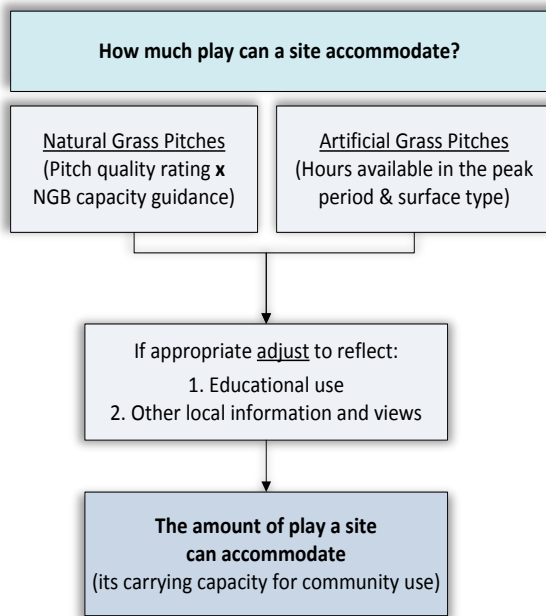 How much play can a site accommodate?
Natural Grass Pitches
(Pitch quality rating x
NGB capacity guidance)
Artificial Grass Pitches
(Hours available in the peak
period & surface type)
If appropriate adjust to reflect:
1. Educational use
2. Other local information and views
The amount of play a site
can accommodate
(its carrying capacity for community use)